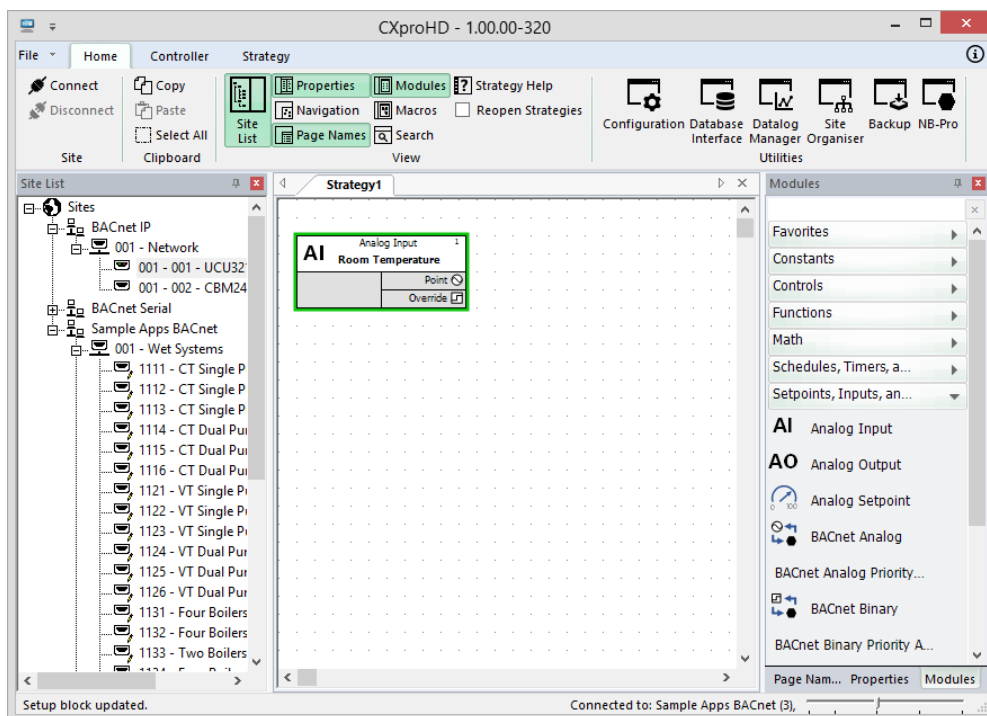 CXproHD - 1.00.00-320
File Home Controller Strategy
Connect
Disconnect
Site
Copy
Paste
Select All
Clipboard
Site List
Properties
Navigation
Page Names
Modules
Macros
Search
Strategy Help
Reopen Strategies
View
Configuration
Database Interface
Datalog Manager
Site Organiser
Backup
NB-Pro
Utilities
Site List
Sites
BACnet IP
001 - Network
001 - 001 - UCU32
001 - 002 - CBM24
BACnet Serial
Sample Apps BACnet
001 - Wet Systems
1111 - CT Single P
1112 - CT Single P
1113 - CT Single P
1114 - CT Dual Pu
1115 - CT Dual Pu
1116 - CT Dual Pu
1121 - VT Single P
1122 - VT Single P
1123 - VT Single P
1124 - VT Dual Pur
1125 - VT Dual Pur
1126 - VT Dual Pur
1131 - Four Boilers
1132 - Four Boilers
1133 - Two Boilers
Strategy1
AI
Analog Input 1
Room Temperature
Point
Override
Modules
Favorites
Constants
Controls
Functions
Math
Schedules, Timers, a...
Setpoints, Inputs, an...
AI Analog Input
AO Analog Output
0 100 Analog Setpoint
BACnet Analog
BACnet Analog Priority...
BACnet Binary
BACnet Binary Priority A...
Page Nam... Properties Modules
Setup block updated.
Connected to: Sample Apps BACnet (3),